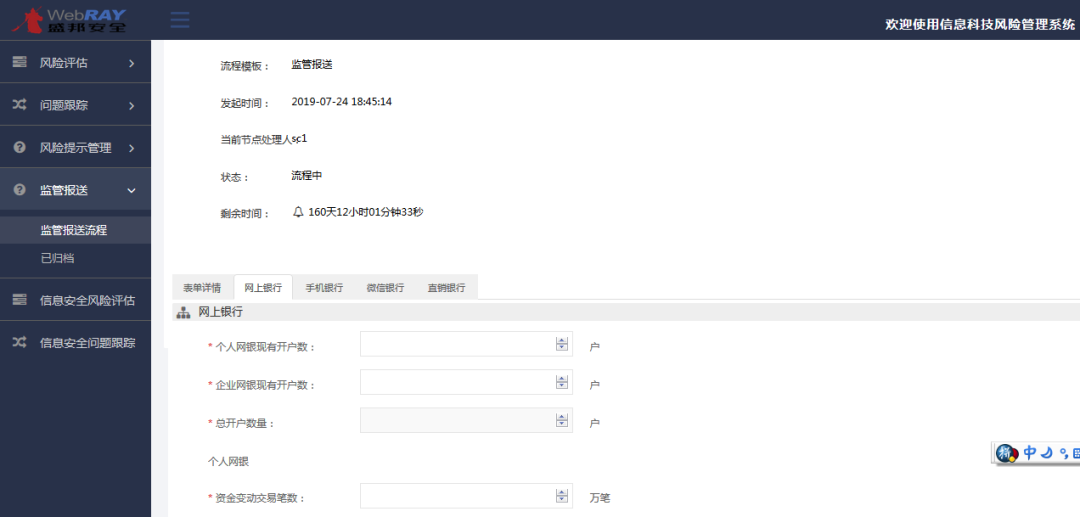 WebRAY
盛邦安全
欢迎使用信息科技风险管理系统
风险评估
问题跟踪
风险提示管理
监管报送
监管报送流程
已归档
信息安全风险评估
信息安全问题跟踪
流程模板： 监管报送
发起时间： 2019-07-24 18:45:14
当前节点处理人sc1
状态： 流程中
剩余时间： 160天12小时01分钟33秒
表单详情 网上银行 手机银行 微信银行 直销银行
网上银行
* 个人网银现有开户数： 户
* 企业网银现有开户数： 户
* 总开户数量： 户
个人网银
* 资金变动交易笔数： 万笔
中